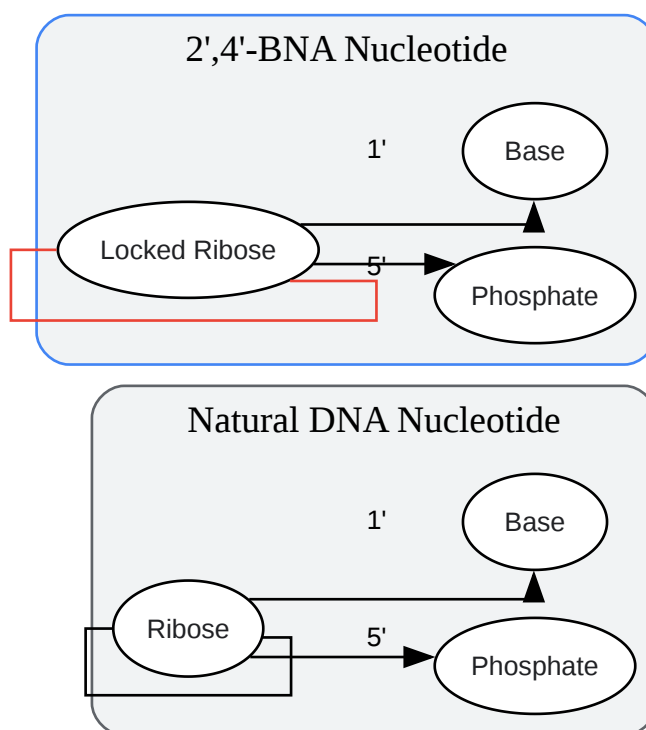 2',4'-BNA Nucleotide
1'
Base
Locked Ribose
5'
Phosphate
Natural DNA Nucleotide
1'
Base
Ribose
5'
Phosphate